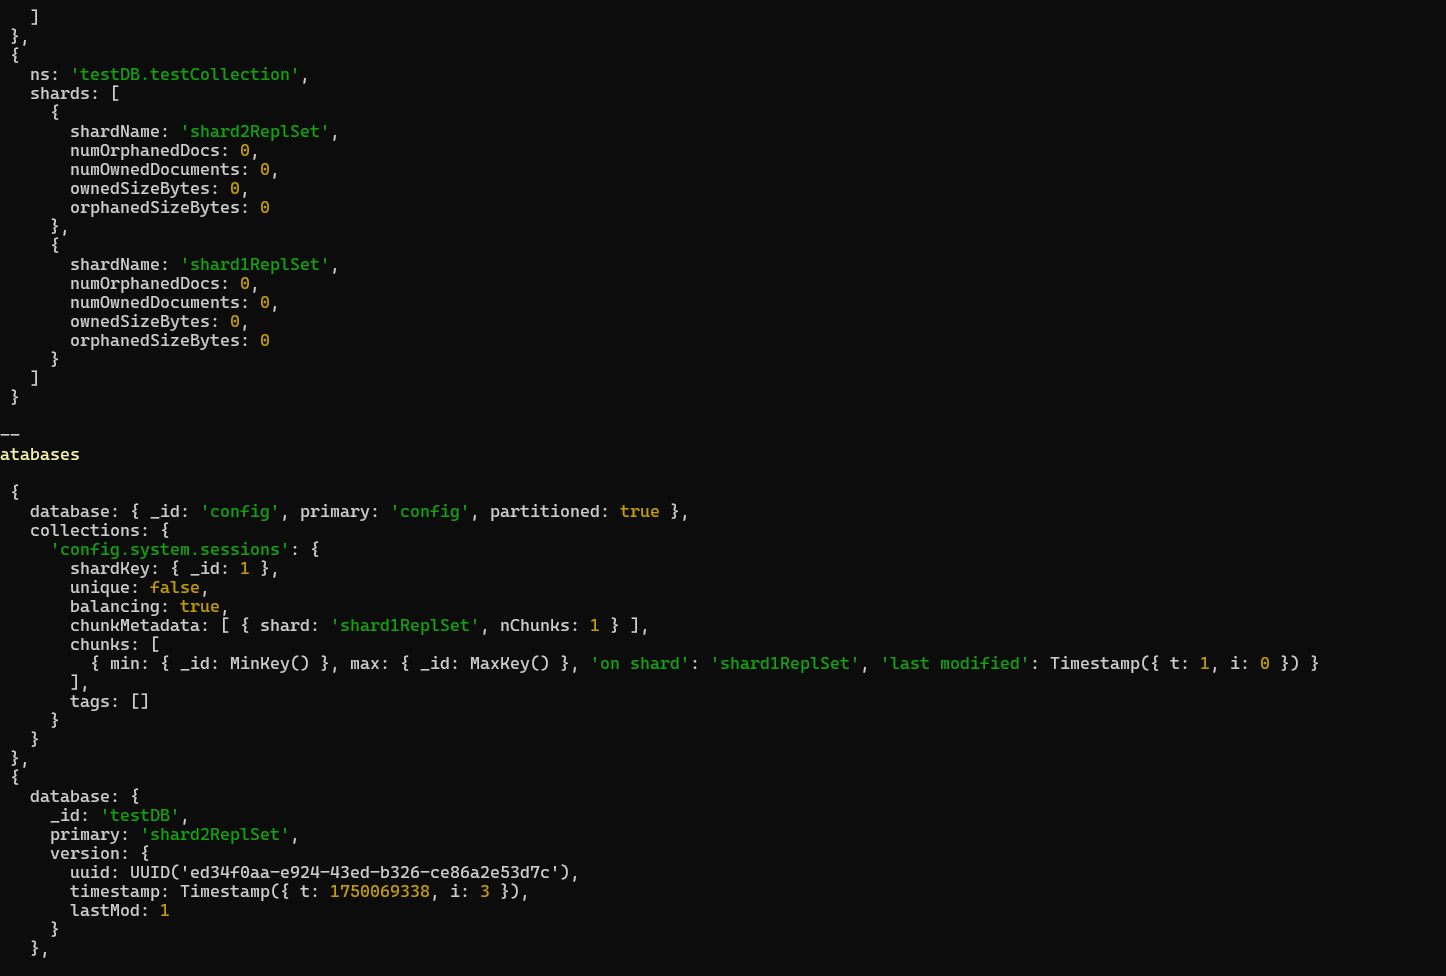 ]
},
{
ns: 'testDB.testCollection',
shards: [
{
shardName: 'shard2ReplSet',
numOrphanedDocs: 0,
numOwnedDocuments: 0,
ownedSizeBytes: 0,
orphanedSizeBytes: 0
},
{
shardName: 'shard1ReplSet',
numOrphanedDocs: 0,
numOwnedDocuments: 0,
ownedSizeBytes: 0,
orphanedSizeBytes: 0
}
]
}
——
atabases
{
database: { _id: 'config', primary: 'config', partitioned: true },
collections: {
'config.system.sessions': {
shardKey: { _id: 1 },
unique: false,
balancing: true,
chunkMetadata: [ { shard: 'shard1ReplSet', nChunks: 1 } ],
chunks: [
{ min: { _id: MinKey() }, max: { _id: MaxKey() }, 'on shard': 'shard1ReplSet', 'last modified': Timestamp({ t: 1, i: 0 }) }
],
tags: []
}
}
},
{
database: {
_id: 'testDB',
primary: 'shard2ReplSet',
version: {
uuid: UUID('ed34f0aa-e924-43ed-b326-ce86a2e53d7c'),
timestamp: Timestamp({ t: 1750069338, i: 3 }),
lastMod: 1
}
},